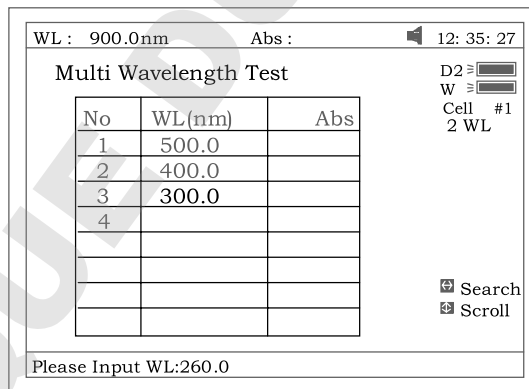 WL : 900.0nm Abs : 12: 35: 27
Multi Wavelength Test
D2
W
Cell #1
2 WL
No WL(nm) Abs
1 500.0
2 400.0
3 300.0
4
Search
Scroll
Please Input WL:260.0